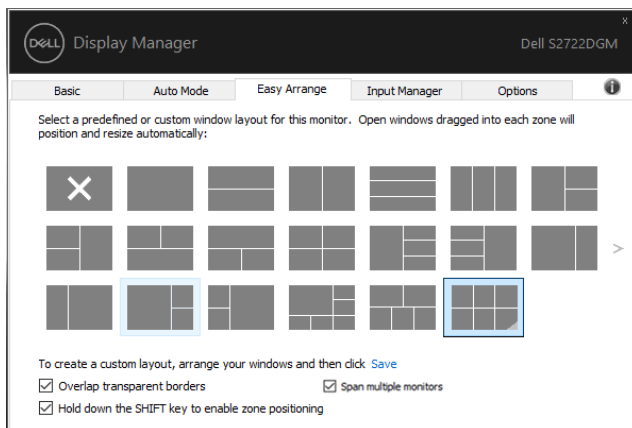 x
DELL Display Manager Dell S2722DGM
Basic Auto Mode Easy Arrange Input Manager Options i
Select a predefined or custom window layout for this monitor. Open windows dragged into each zone will
position and resize automatically:
>
To create a custom layout, arrange your windows and then click Save
Overlap transparent borders Span multiple monitors
Hold down the SHIFT key to enable zone positioning